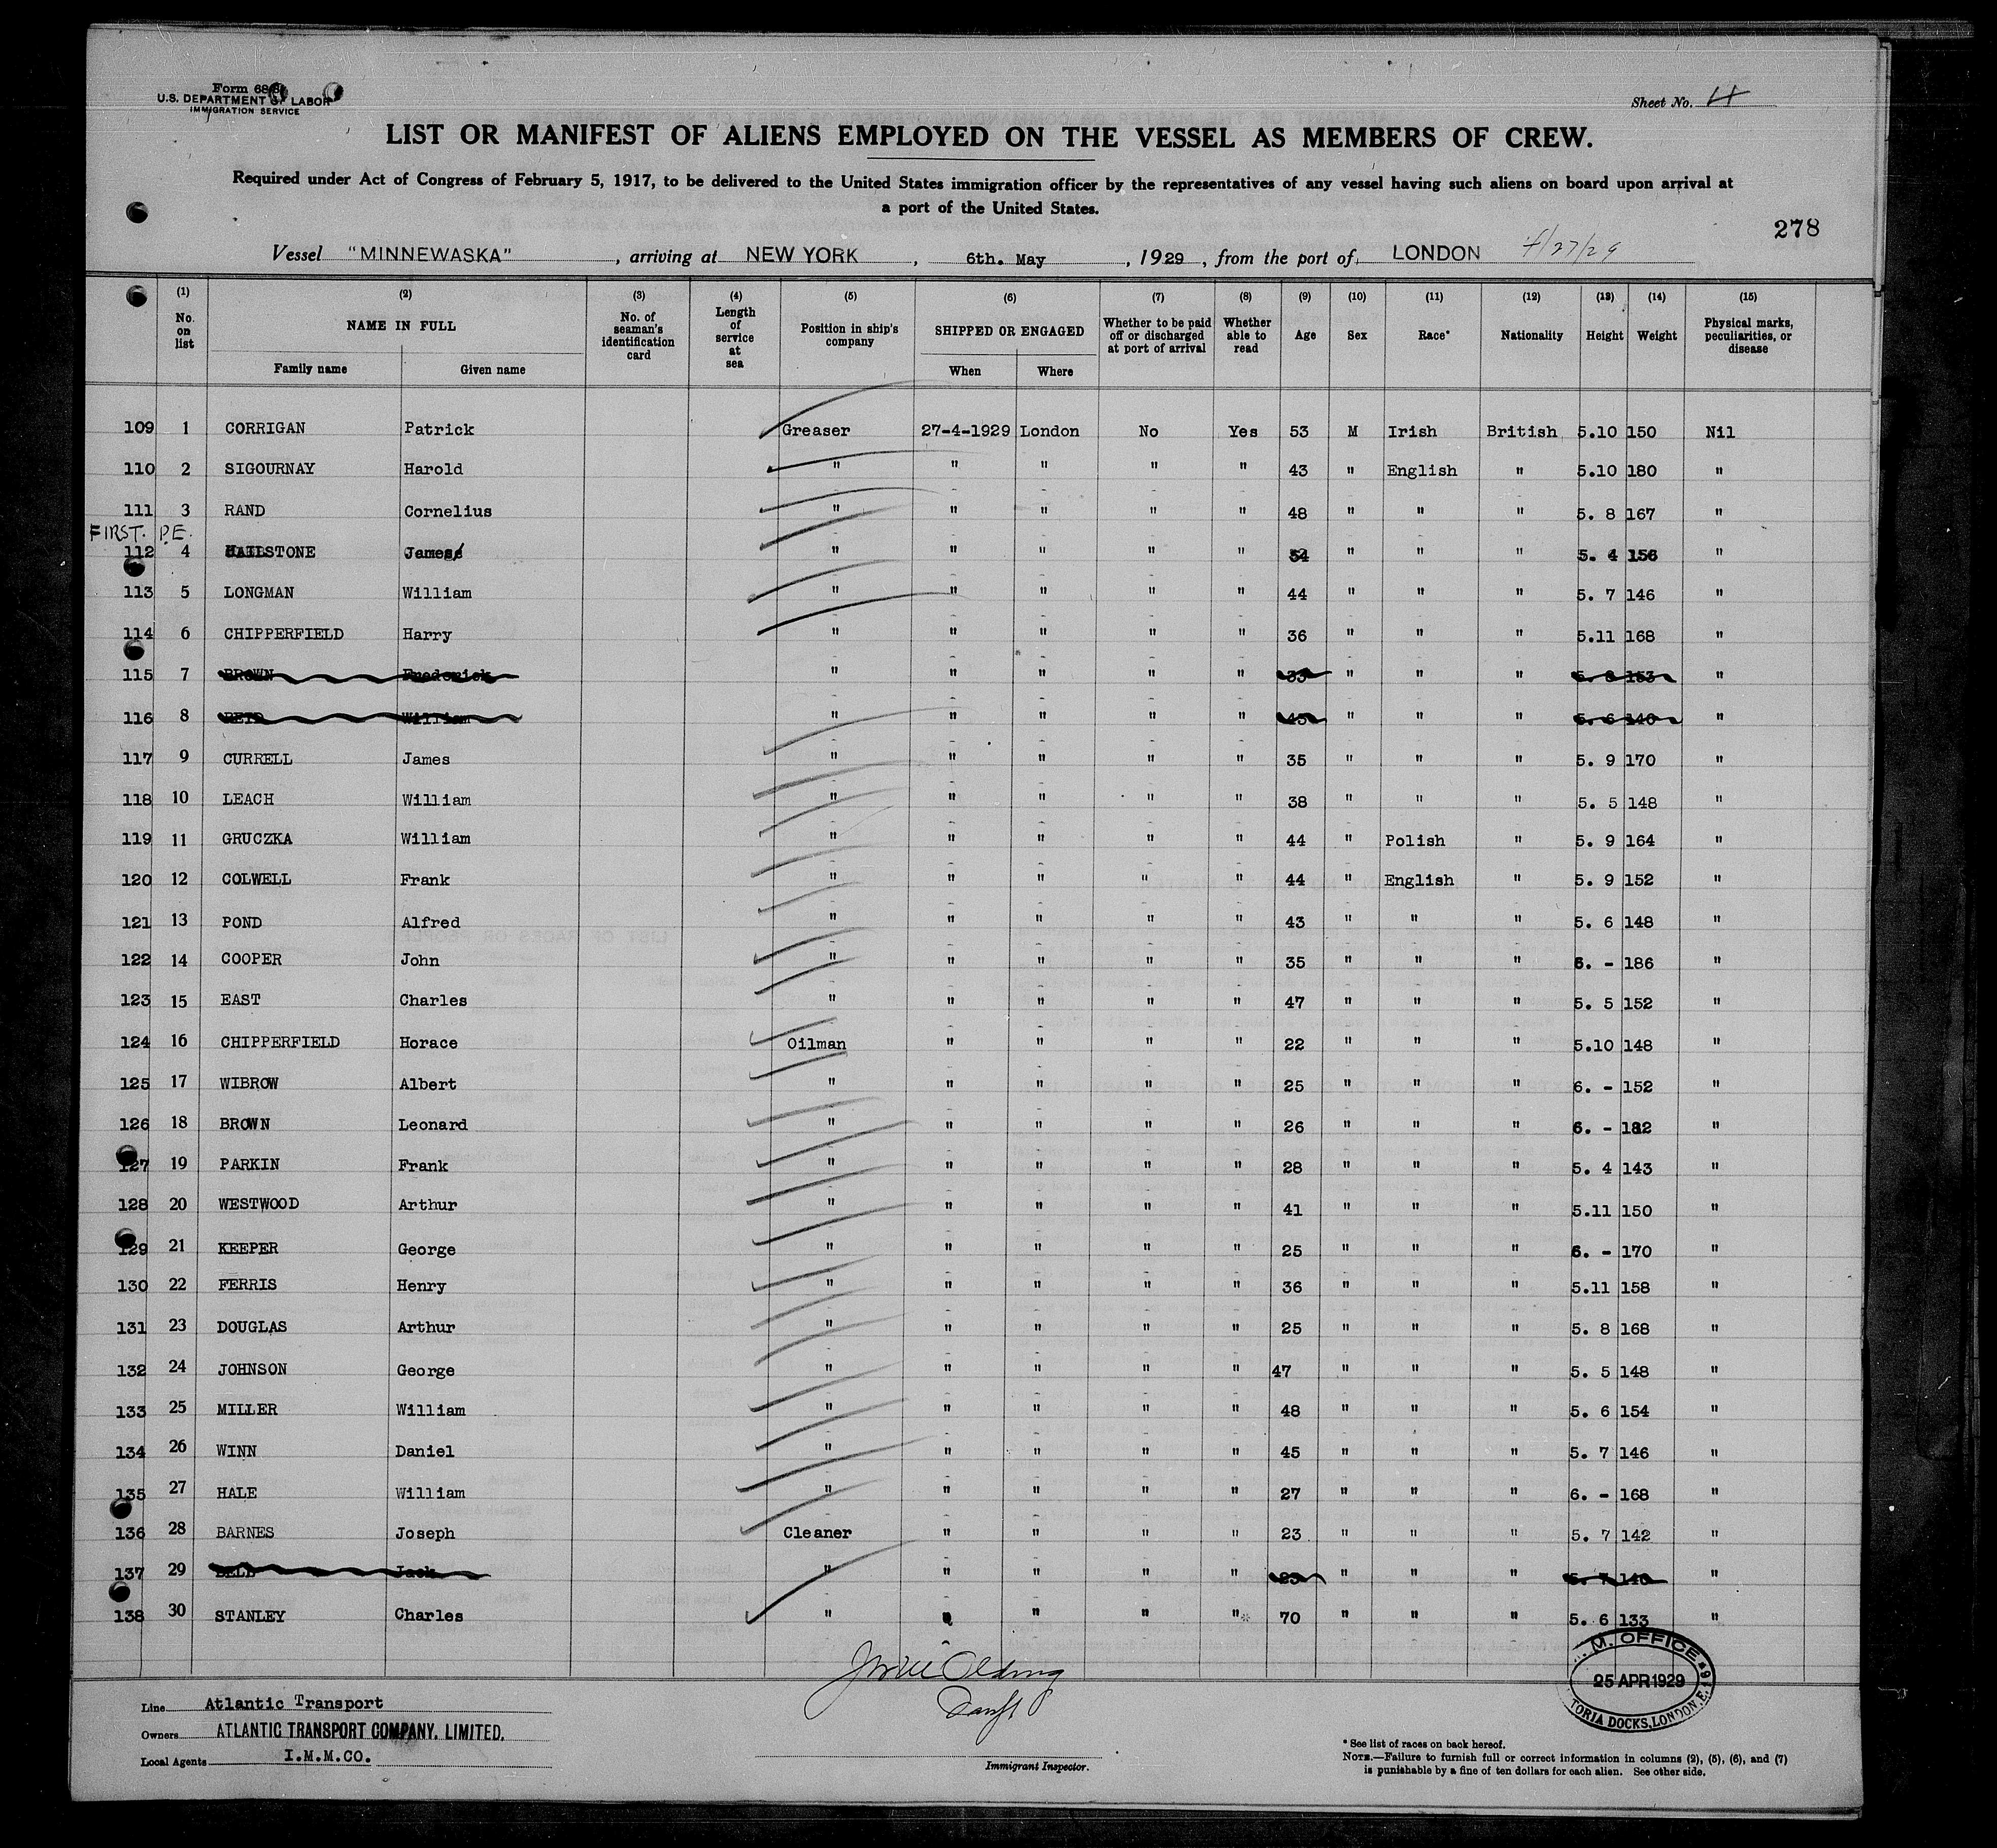 Form 68
U.S. DEPARTMENT OF LABOR
IMMIGRATION SERVICE
Sheet No. 4
LIST OR MANIFEST OF ALIENS EMPLOYED ON THE VESSEL AS MEMBERS OF CREW.
Required under Act of Congress of February 5, 1917, to be delivered to the United States immigration officer by the representatives of any vessel having such aliens on board upon arrival at
a port of the United States.
278
Vessel "MINNEWASKA" , arriving at NEW YORK , 6th. May , 1929 , from the port of LONDON 4/27/29
(1) No. on list (2) NAME IN FULL Family name Given name (3) No. of seaman's identification card (4) Length of service at sea (5) Position in ship's company (6) SHIPPED OR ENGAGED When Where (7) Whether to be paid off or discharged at port of arrival (8) Whether able to read (9) Age (10) Sex (11) Race* (12) Nationality (13) Height (14) Weight (15) Physical marks, peculiarities, or disease
109 1 CORRIGAN Patrick Greaser 27-4-1929 London No Yes 53 M Irish British 5.10 150 Nil
110 2 SIGOURNAY Harold " " " " " 43 " English " 5.10 180 "
111 3 RAND Cornelius " " " " " 48 " " " 5. 8 167 "
FIRST. P.E.
112 4 HAILSTONE James " " " " " 54 " " " 5. 4 156 "
113 5 LONGMAN William " " " " " 44 " " " 5. 7 146 "
114 6 CHIPPERFIELD Harry " " " " " 36 " " " 5.11 168 "
115 7 BROWN Frederick " " " " " 33 " " " 5. 8 153 "
116 8 REID William " " " " " 45 " " " 5. 6 140 "
117 9 CURRELL James " " " " " 35 " " " 5. 9 170 "
118 10 LEACH William " " " " " 38 " " " 5. 5 148 "
119 11 GRUCZKA William " " " " " 44 " Polish " 5. 9 164 "
120 12 COLWELL Frank " " " " " 44 " English " 5. 9 152 "
121 13 POND Alfred " " " " " 43 " " " 5. 6 148 "
122 14 COOPER John " " " " " 35 " " " 6. - 186 "
123 15 EAST Charles " " " " " 47 " " " 5. 5 152 "
124 16 CHIPPERFIELD Horace Oilman " " " " 22 " " " 5.10 148 "
125 17 WIBROW Albert " " " " " 25 " " " 6. - 152 "
126 18 BROWN Leonard " " " " " 26 " " " 6. - 182 "
127 19 PARKIN Frank " " " " " 28 " " " 5. 4 143 "
128 20 WESTWOOD Arthur " " " " " 41 " " " 5.11 150 "
129 21 KEEPER George " " " " " 25 " " " 6. - 170 "
130 22 FERRIS Henry " " " " " 36 " " " 5.11 158 "
131 23 DOUGLAS Arthur " " " " " 25 " " " 5. 8 168 "
132 24 JOHNSON George " " " " " 47 " " " 5. 5 148 "
133 25 MILLER William " " " " " 48 " " " 5. 6 154 "
134 26 WINN Daniel " " " " " 45 " " " 5. 7 146 "
135 27 HALE William " " " " " 27 " " " 6. - 168 "
136 28 BARNES Joseph Cleaner " " " " 23 " " " 5. 7 142 "
137 29 BELL Jack " " " " " 23 " " " 5. 7 140 "
138 30 STANLEY Charles " " " " " 70 " " " 5. 6 133 "
M. OFFICE
25 APR 1929
TORIA DOCKS, LONDON, E.16
Line Atlantic Transport
Owners ATLANTIC TRANSPORT COMPANY, LIMITED.
Local Agents I.M.M.CO.
Immigrant Inspector.
* See list of races on back hereof.
NOTE.—Failure to furnish full or correct information in columns (2), (5), (6), and (7)
is punishable by a fine of ten dollars for each alien. See other side.